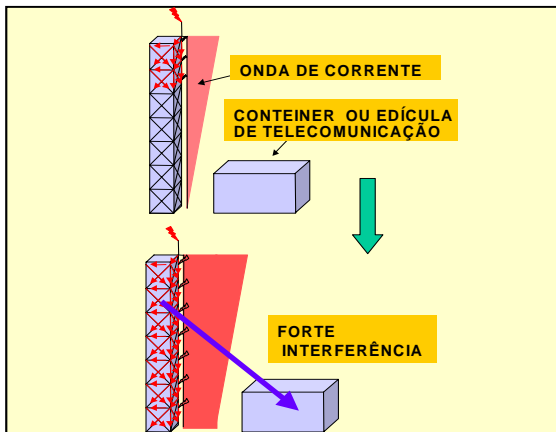 ONDA DE CORRENTE
CONTEINER OU EDÍCULA
DE TELECOMUNICAÇÃO
FORTE
INTERFERÊNCIA